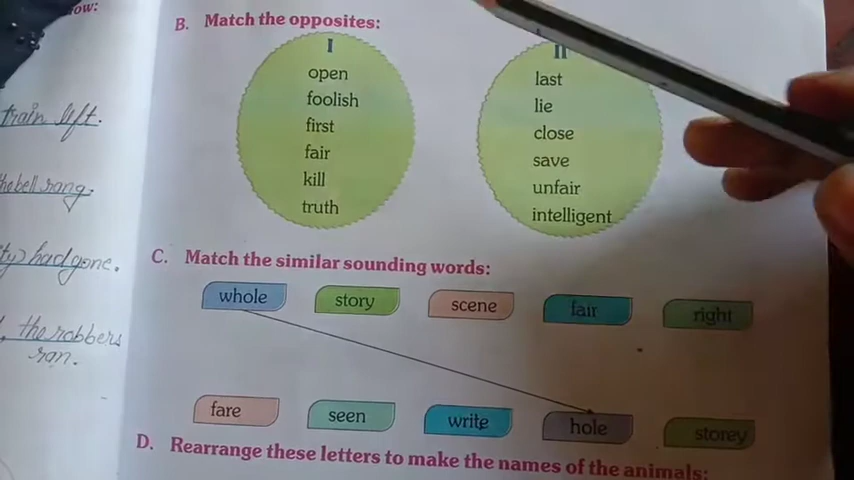 ow:
train left.
the bell rang.
ty) had gone.
, the robbers
ran.
B. Match the opposites:
I
open
foolish
first
fair
kill
truth
II
last
lie
close
save
unfair
intelligent
C. Match the similar sounding words:
whole story scene fair right
fare seen write hole storey
D. Rearrange these letters to make the names of the animals: